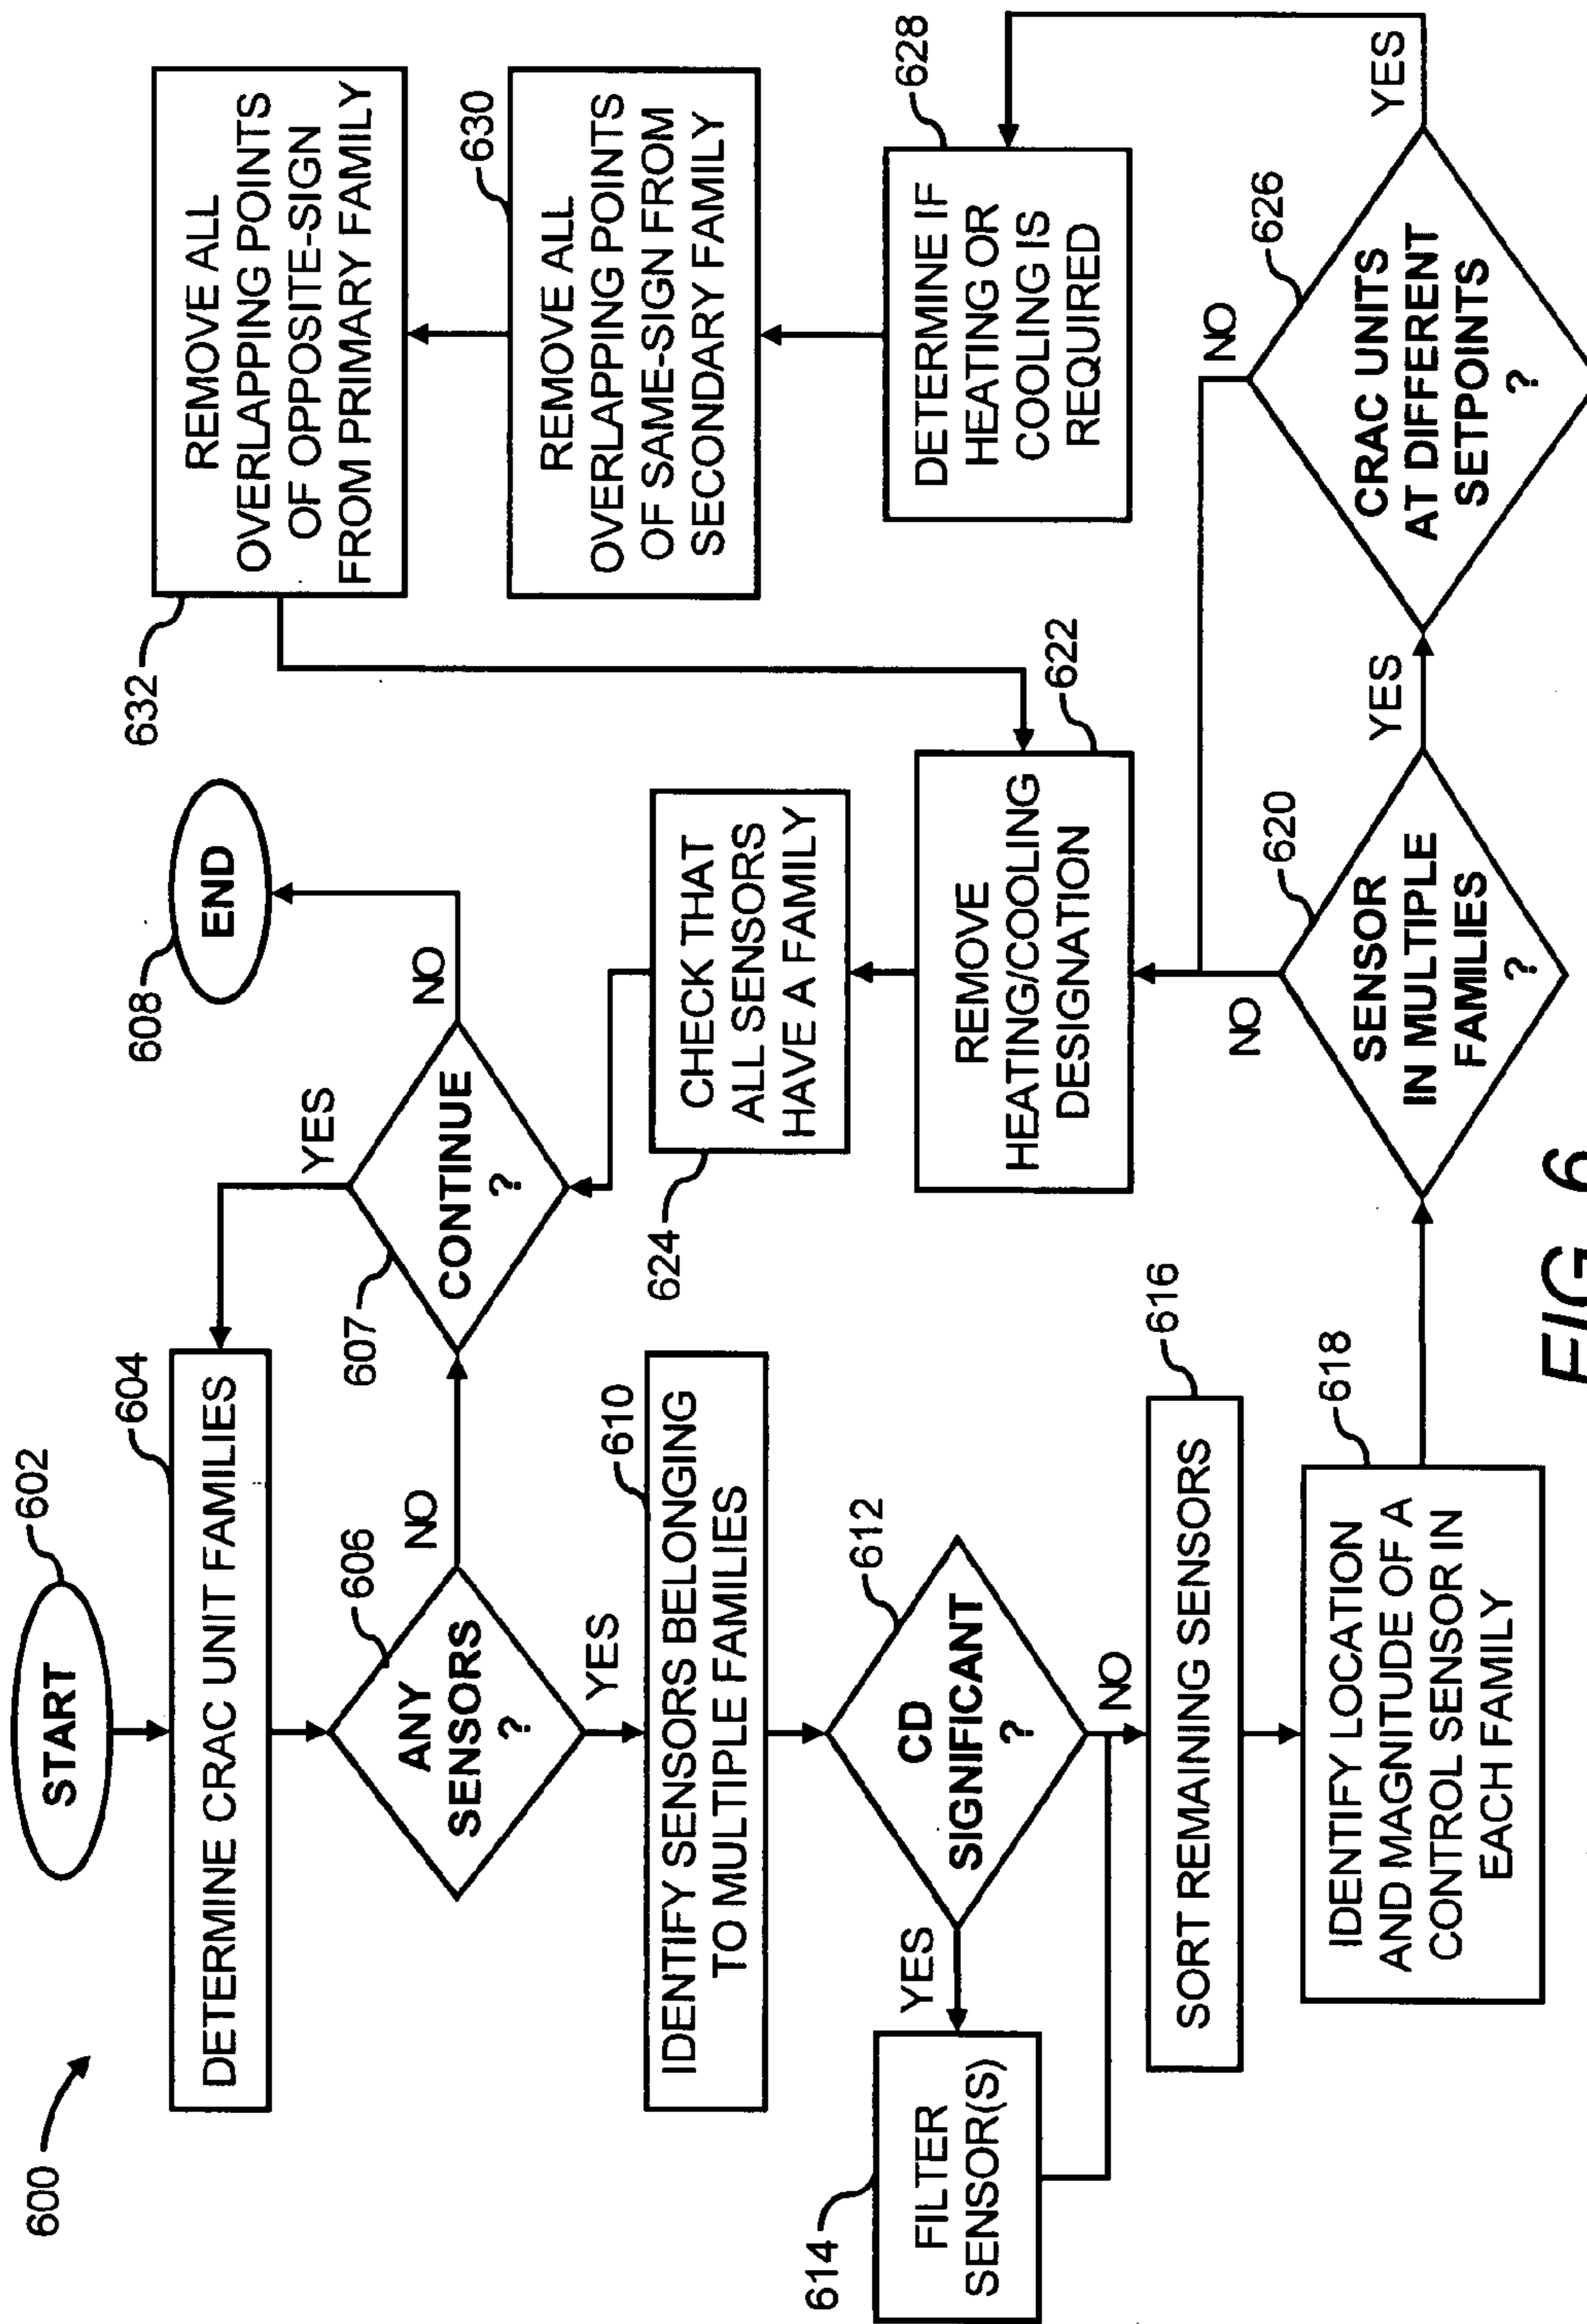 600
START
602
DETERMINE CRAC UNIT FAMILIES
604
ANY
SENSORS
?
606
NO
YES
CONTINUE
?
607
YES
NO
END
608
IDENTIFY SENSORS BELONGING
TO MULTIPLE FAMILIES
610
CD
SIGNIFICANT
?
612
YES
NO
FILTER
SENSOR(S)
614
SORT REMAINING SENSORS
616
IDENTIFY LOCATION
AND MAGNITUDE OF A
CONTROL SENSOR IN
EACH FAMILY
618
SENSOR
IN MULTIPLE
FAMILIES
?
620
NO
YES
REMOVE
HEATING/COOLING
DESIGNATION
622
CHECK THAT
ALL SENSORS
HAVE A FAMILY
624
CRAC UNITS
AT DIFFERENT
SETPOINTS
?
626
NO
YES
DETERMINE IF
HEATING OR
COOLING IS
REQUIRED
628
REMOVE ALL
OVERLAPPING POINTS
OF SAME-SIGN FROM
SECONDARY FAMILY
630
REMOVE ALL
OVERLAPPING POINTS
OF OPPOSITE-SIGN
FROM PRIMARY FAMILY
632
FIG. 6